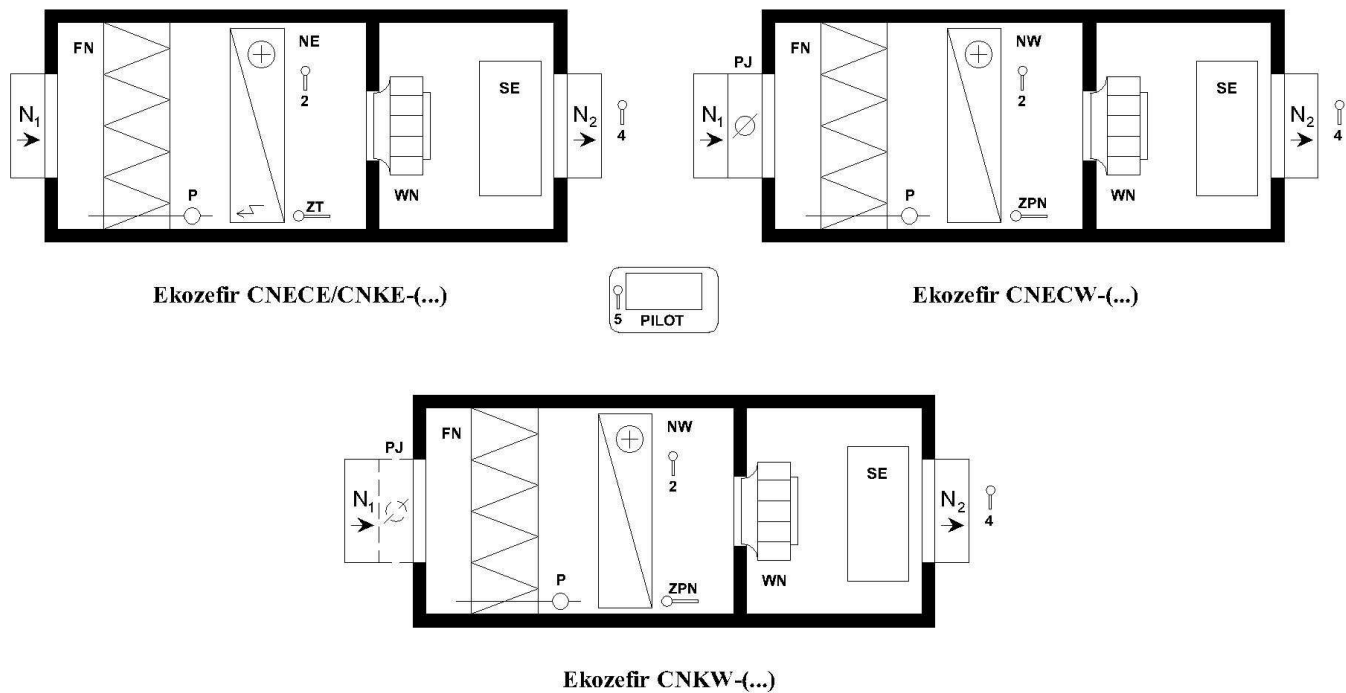 FN
NE
2
SE
N1
N2
4
P
ZT
WN
Ekozefir CNECE/CNKE-(...)
PJ
FN
NW
2
SE
N1
N2
4
P
ZPN
WN
Ekozefir CNECW-(...)
5
PILOT
PJ
FN
NW
2
SE
N1
N2
4
P
ZPN
WN
Ekozefir CNKW-(...)